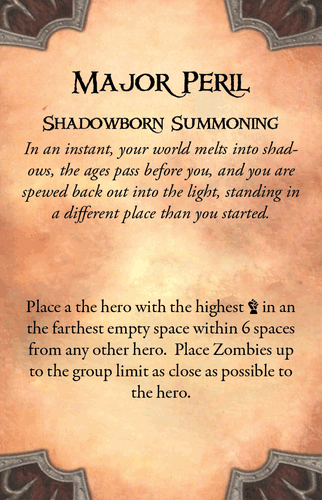 Major Peril
Shadowborn Summoning
In an instant, your world melts into shad-
ows, the ages pass before you, and you are
spewed back out into the light, standing in
a different place than you started.
Place a the hero with the highest in an
the farthest empty space within 6 spaces
from any other hero. Place Zombies up
to the group limit as close as possible to
the hero.